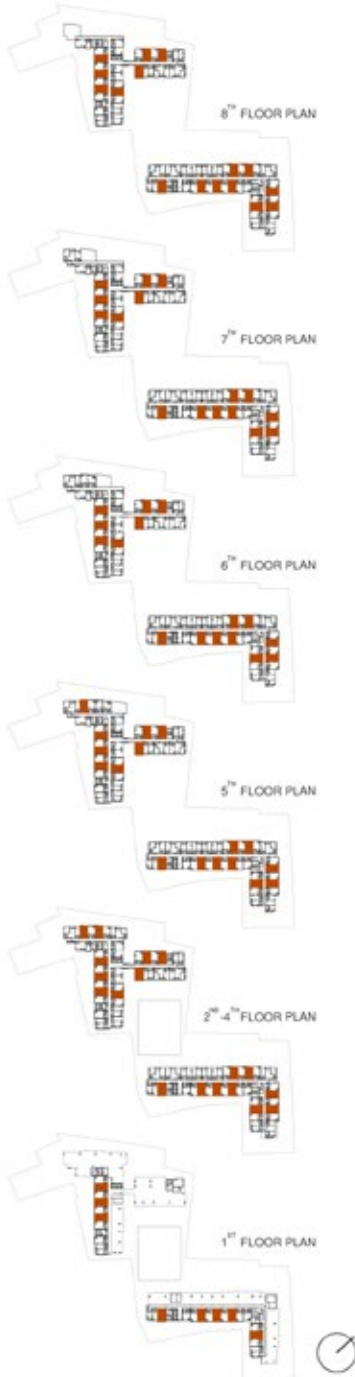 8TH FLOOR PLAN
7TH FLOOR PLAN
6TH FLOOR PLAN
5TH FLOOR PLAN
2ND-4TH FLOOR PLAN
1ST FLOOR PLAN